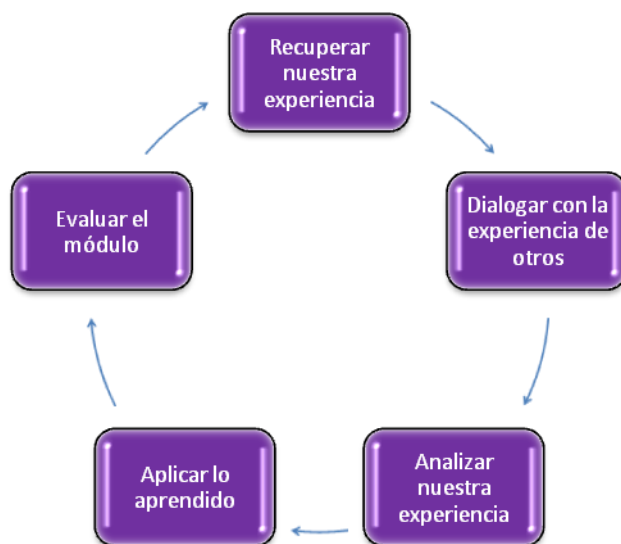 Recuperar
nuestra
experiencia
Dialogar con la
experiencia de
otros
Analizar
nuestra
experiencia
Aplicar lo
aprendido
Evaluar el
módulo